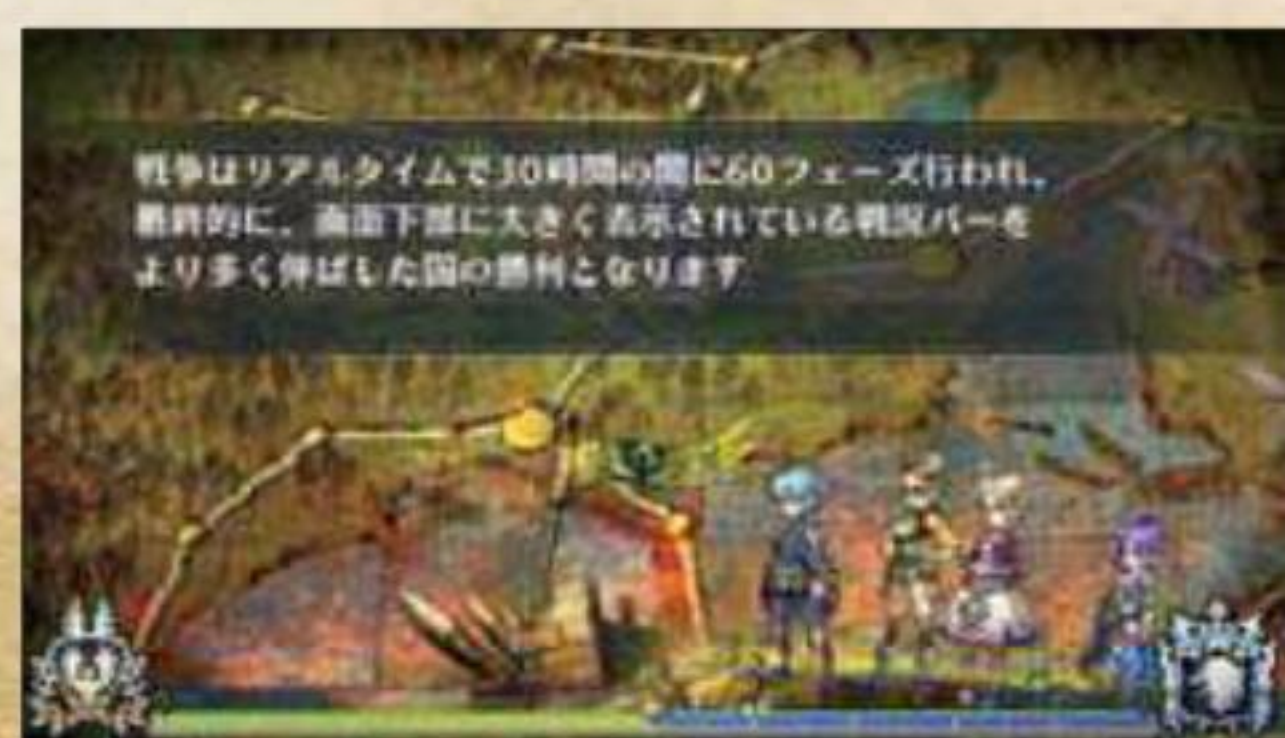 戦争はリアルタイムで30時間の間に60フェーズ行われ、
最終的に、画面下部に大きく表示されている戦況バーを
より多く伸ばした国の勝利となります